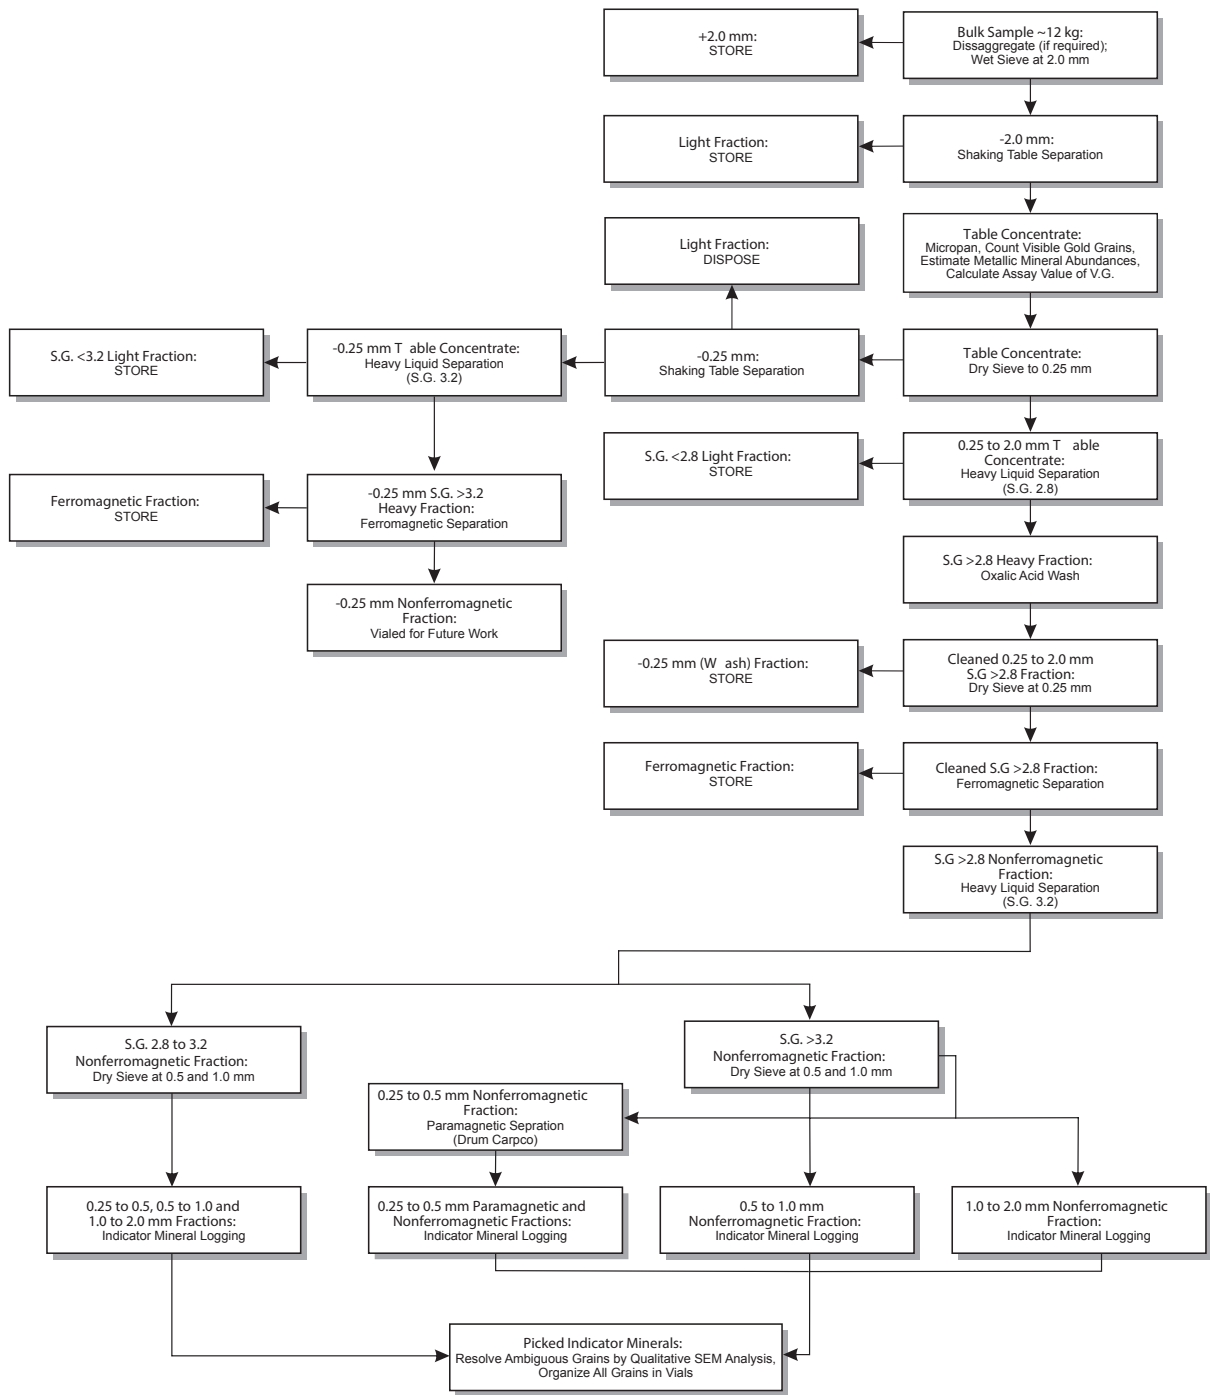 +2.0 mm:
STORE
Bulk Sample ~12 kg:
Dissaggregate (if required);
Wet Sieve at 2.0 mm
Light Fraction:
STORE
-2.0 mm:
Shaking Table Separation
Light Fraction:
DISPOSE
Table Concentrate:
Micropan, Count Visible Gold Grains,
Estimate Metallic Mineral Abundances,
Calculate Assay Value of V.G.
S.G. <3.2 Light Fraction:
STORE
-0.25 mm T able Concentrate:
Heavy Liquid Separation
(S.G. 3.2)
-0.25 mm:
Shaking Table Separation
Table Concentrate:
Dry Sieve to 0.25 mm
S.G. <2.8 Light Fraction:
STORE
0.25 to 2.0 mm T able
Concentrate:
Heavy Liquid Separation
(S.G. 2.8)
Ferromagnetic Fraction:
STORE
-0.25 mm S.G. >3.2
Heavy Fraction:
Ferromagnetic Separation
S.G >2.8 Heavy Fraction:
Oxalic Acid Wash
-0.25 mm Nonferromagnetic
Fraction:
Vialed for Future Work
-0.25 mm (W ash) Fraction:
STORE
Cleaned 0.25 to 2.0 mm
S.G >2.8 Fraction:
Dry Sieve at 0.25 mm
Ferromagnetic Fraction:
STORE
Cleaned S.G >2.8 Fraction:
Ferromagnetic Separation
S.G >2.8 Nonferromagnetic
Fraction:
Heavy Liquid Separation
(S.G. 3.2)
S.G. 2.8 to 3.2
Nonferromagnetic Fraction:
Dry Sieve at 0.5 and 1.0 mm
S.G. >3.2
Nonferromagnetic Fraction:
Dry Sieve at 0.5 and 1.0 mm
0.25 to 0.5 mm Nonferromagnetic
Fraction:
Paramagnetic Sepration
(Drum Carpco)
0.25 to 0.5, 0.5 to 1.0 and
1.0 to 2.0 mm Fractions:
Indicator Mineral Logging
0.25 to 0.5 mm Paramagnetic and
Nonferromagnetic Fractions:
Indicator Mineral Logging
0.5 to 1.0 mm
Nonferromagnetic Fraction:
Indicator Mineral Logging
1.0 to 2.0 mm Nonferromagnetic
Fraction:
Indicator Mineral Logging
Picked Indicator Minerals:
Resolve Ambiguous Grains by Qualitative SEM Analysis,
Organize All Grains in Vials